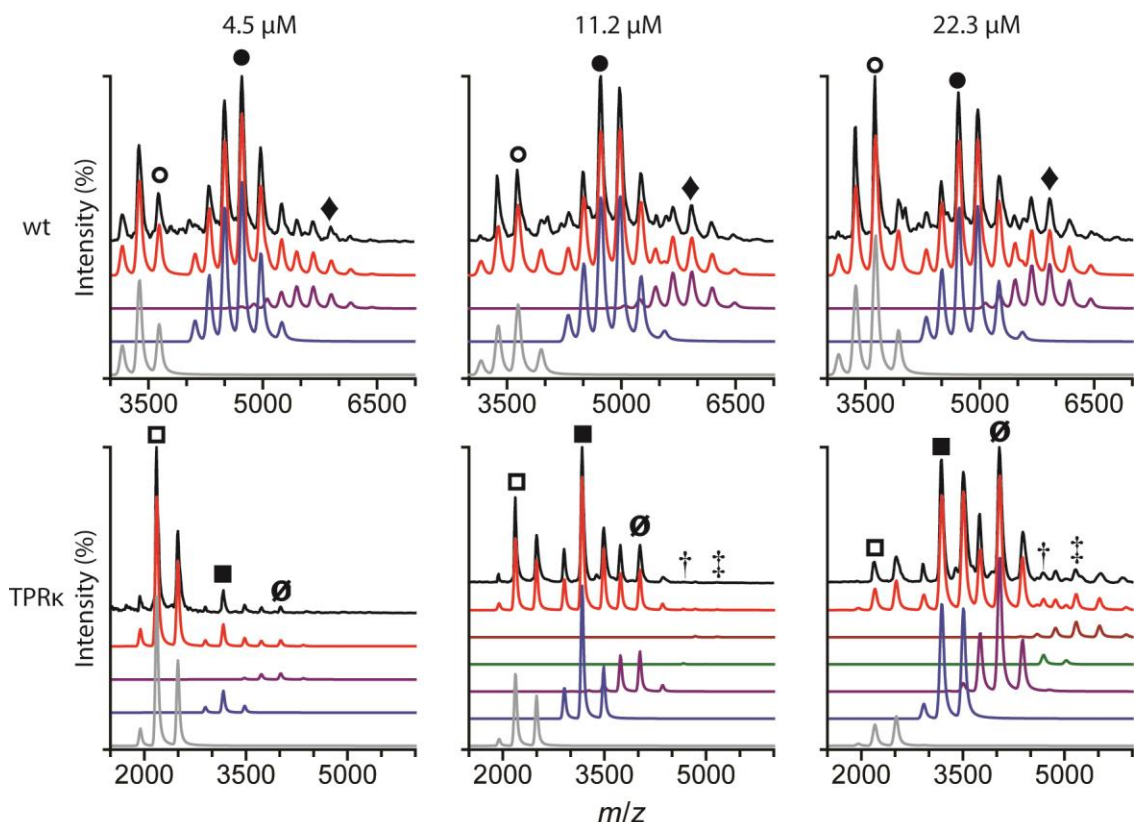 4.5 µM 11.2 µM 22.3 µM
wt
Intensity (%)
3500 5000 6500 3500 5000 6500 3500 5000 6500
Ø Ø Ø
† ‡ † ‡
TPRκ
Intensity (%)
2000 3500 5000 2000 3500 5000 2000 3500 5000
m/z